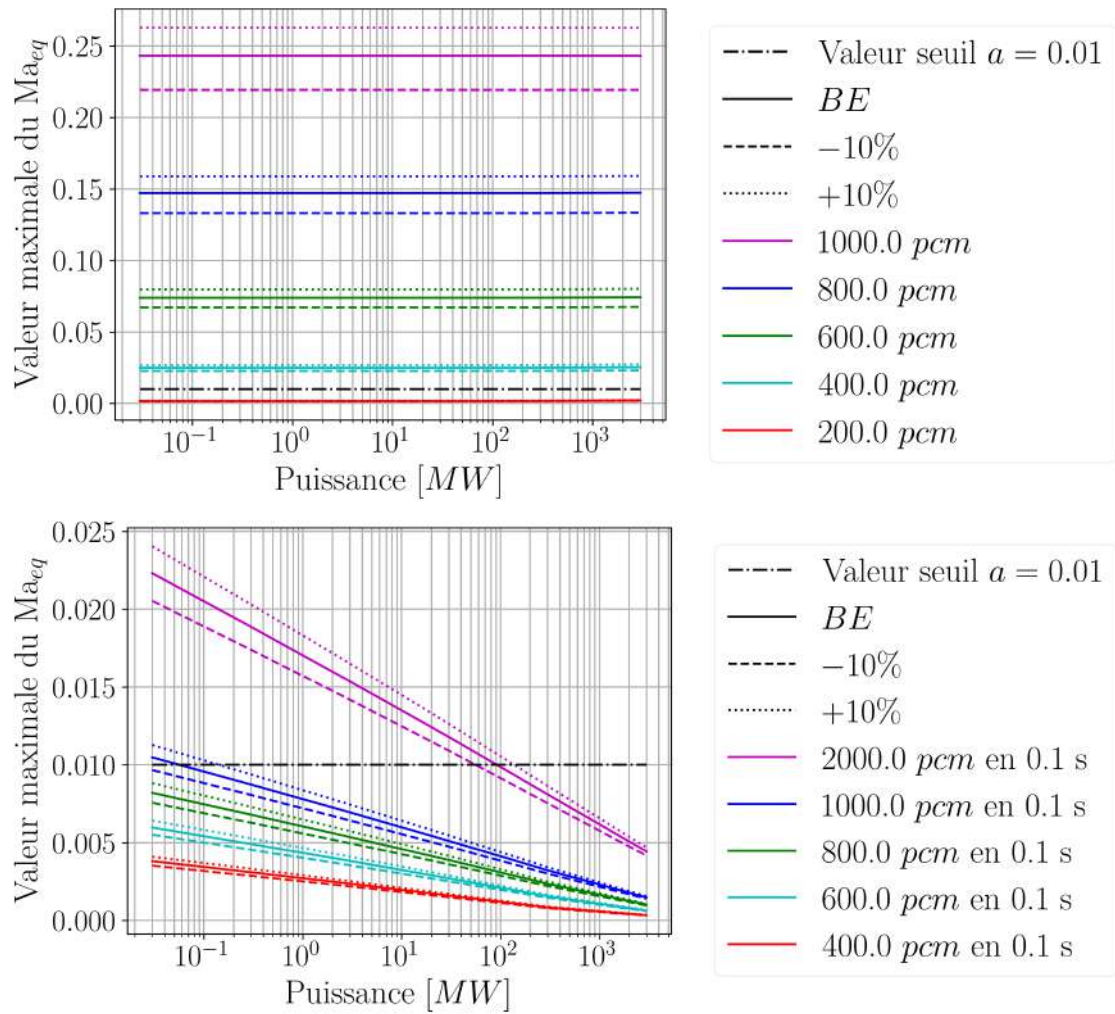 Valeur maximale du Ma_{eq}
0.25
0.20
0.15
0.10
0.05
0.00
10^{-1}
10^{0}
10^{1}
10^{2}
10^{3}
Puissance [MW]
Valeur seuil a = 0.01
BE
−10%
+10%
1000.0 pcm
800.0 pcm
600.0 pcm
400.0 pcm
200.0 pcm
Valeur maximale du Ma_{eq}
0.025
0.020
0.015
0.010
0.005
0.000
10^{-1}
10^{0}
10^{1}
10^{2}
10^{3}
Puissance [MW]
Valeur seuil a = 0.01
BE
−10%
+10%
2000.0 pcm en 0.1 s
1000.0 pcm en 0.1 s
800.0 pcm en 0.1 s
600.0 pcm en 0.1 s
400.0 pcm en 0.1 s